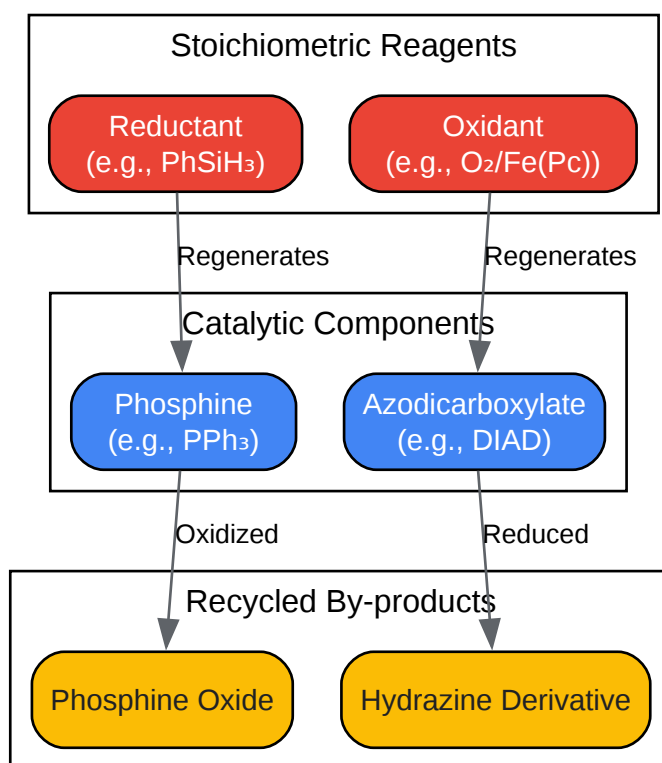 Stoichiometric Reagents
Reductant
(e.g., PhSiH₃)
Oxidant
(e.g., O₂/Fe(Pc))
Regenerates
Regenerates
Catalytic Components
Phosphine
(e.g., PPh₃)
Azodicarboxylate
(e.g., DIAD)
Oxidized
Reduced
Recycled By-products
Phosphine Oxide
Hydrazine Derivative